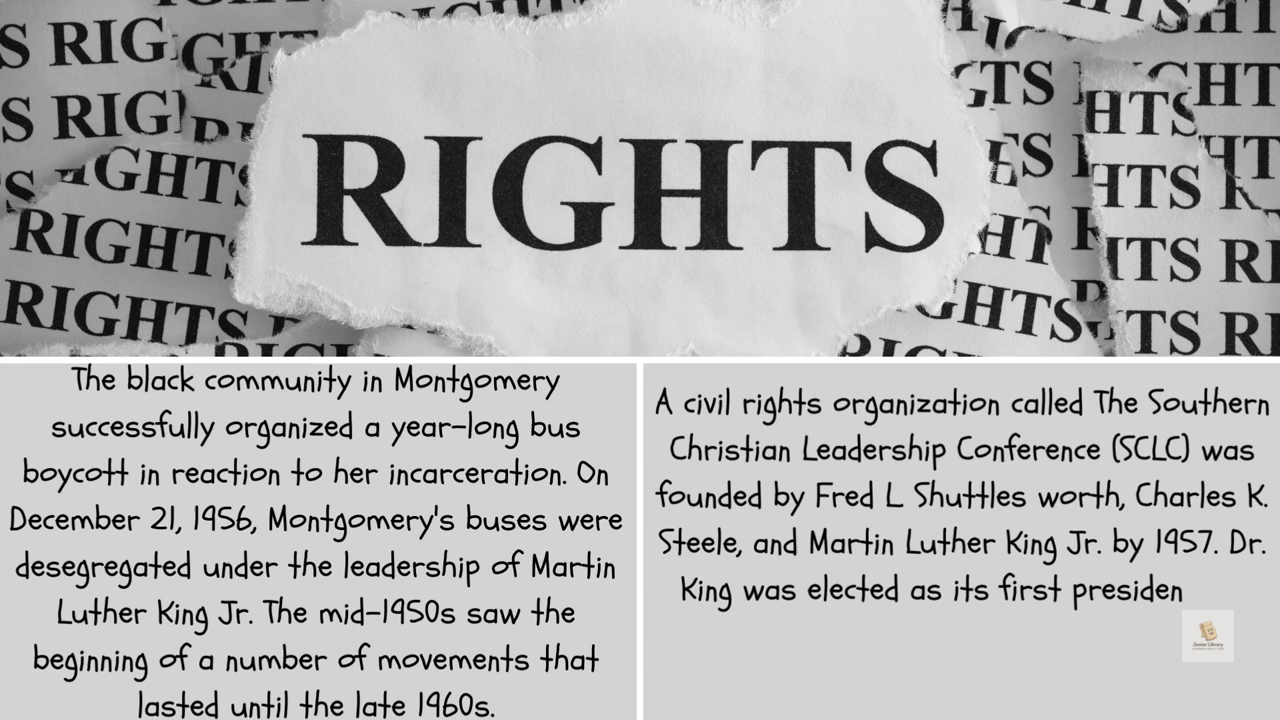 RIGHTS
The black community in Montgomery
successfully organized a year-long bus
boycott in reaction to her incarceration. On
December 21, 1956, Montgomery's buses were
desegregated under the leadership of Martin
Luther King Jr. The mid-1950s saw the
beginning of a number of movements that
lasted until the late 1960s.
A civil rights organization called The Southern
Christian Leadership Conference (SCLC) was
founded by Fred L Shuttles worth, Charles K.
Steele, and Martin Luther King Jr. by 1957. Dr.
King was elected as its first presiden
Junior Library